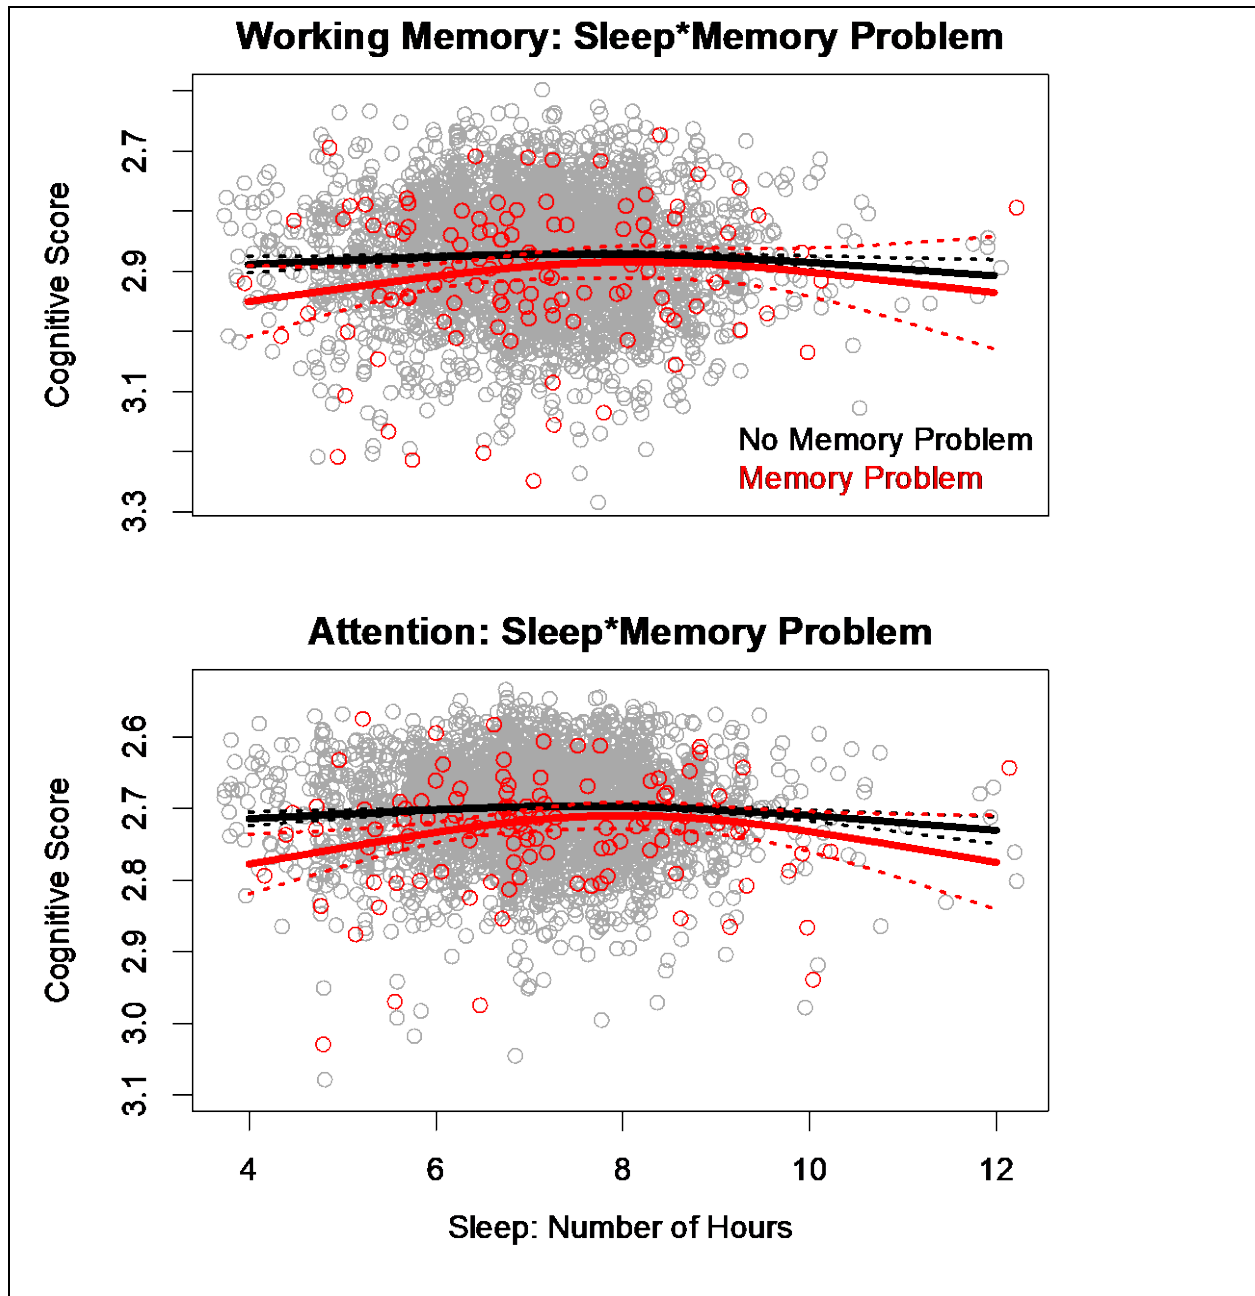 Working Memory: Sleep*Memory Problem
Cognitive Score
2.7
2.9
3.1
3.3
No Memory Problem
Memory Problem
Attention: Sleep*Memory Problem
Cognitive Score
2.6
2.7
2.8
2.9
3.0
3.1
4 6 8 10 12
Sleep: Number of Hours